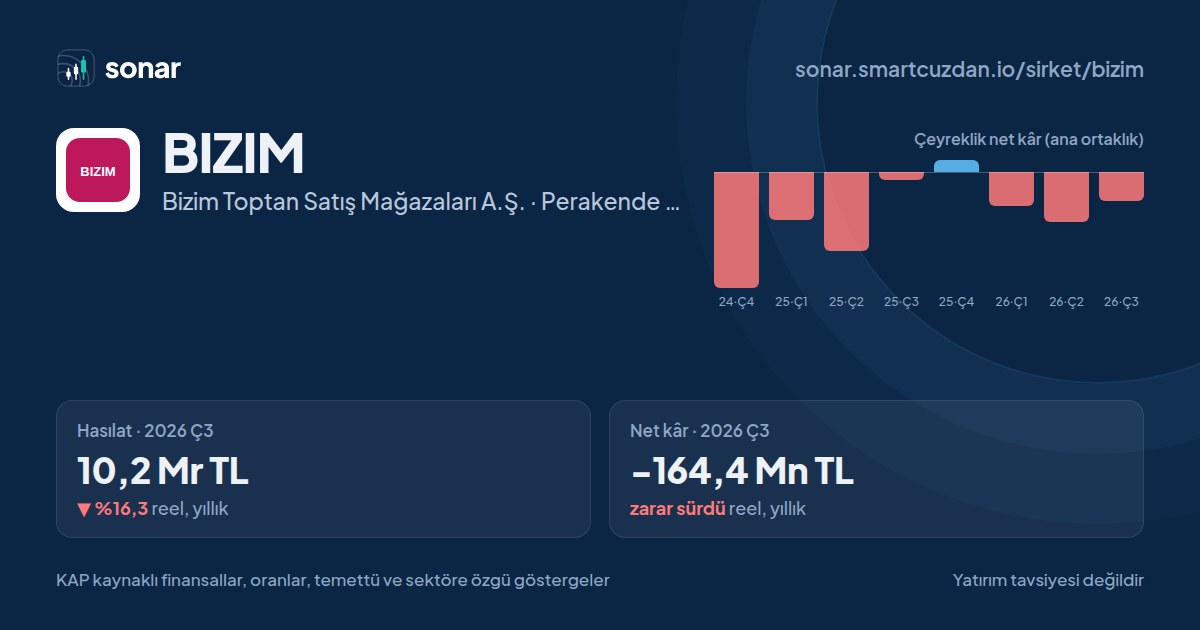 sonar
sonar.smartcuzdan.io/sirket/bizim
BIZIM
BIZIM
Bizim Toptan Satış Mağazaları A.Ş. · Perakende ...
Çeyreklik net kâr (ana ortaklık)
24-Ç4 25-Ç1 25-Ç2 25-Ç3 25-Ç4 26-Ç1 26-Ç2 26-Ç3
Hasılat · 2026 Ç3
10,2 Mr TL
▼ %16,3 reel, yıllık
Net kâr · 2026 Ç3
−164,4 Mn TL
zarar sürdü reel, yıllık
KAP kaynaklı finansallar, oranlar, temettü ve sektöre özgü göstergeler
Yatırım tavsiyesi değildir